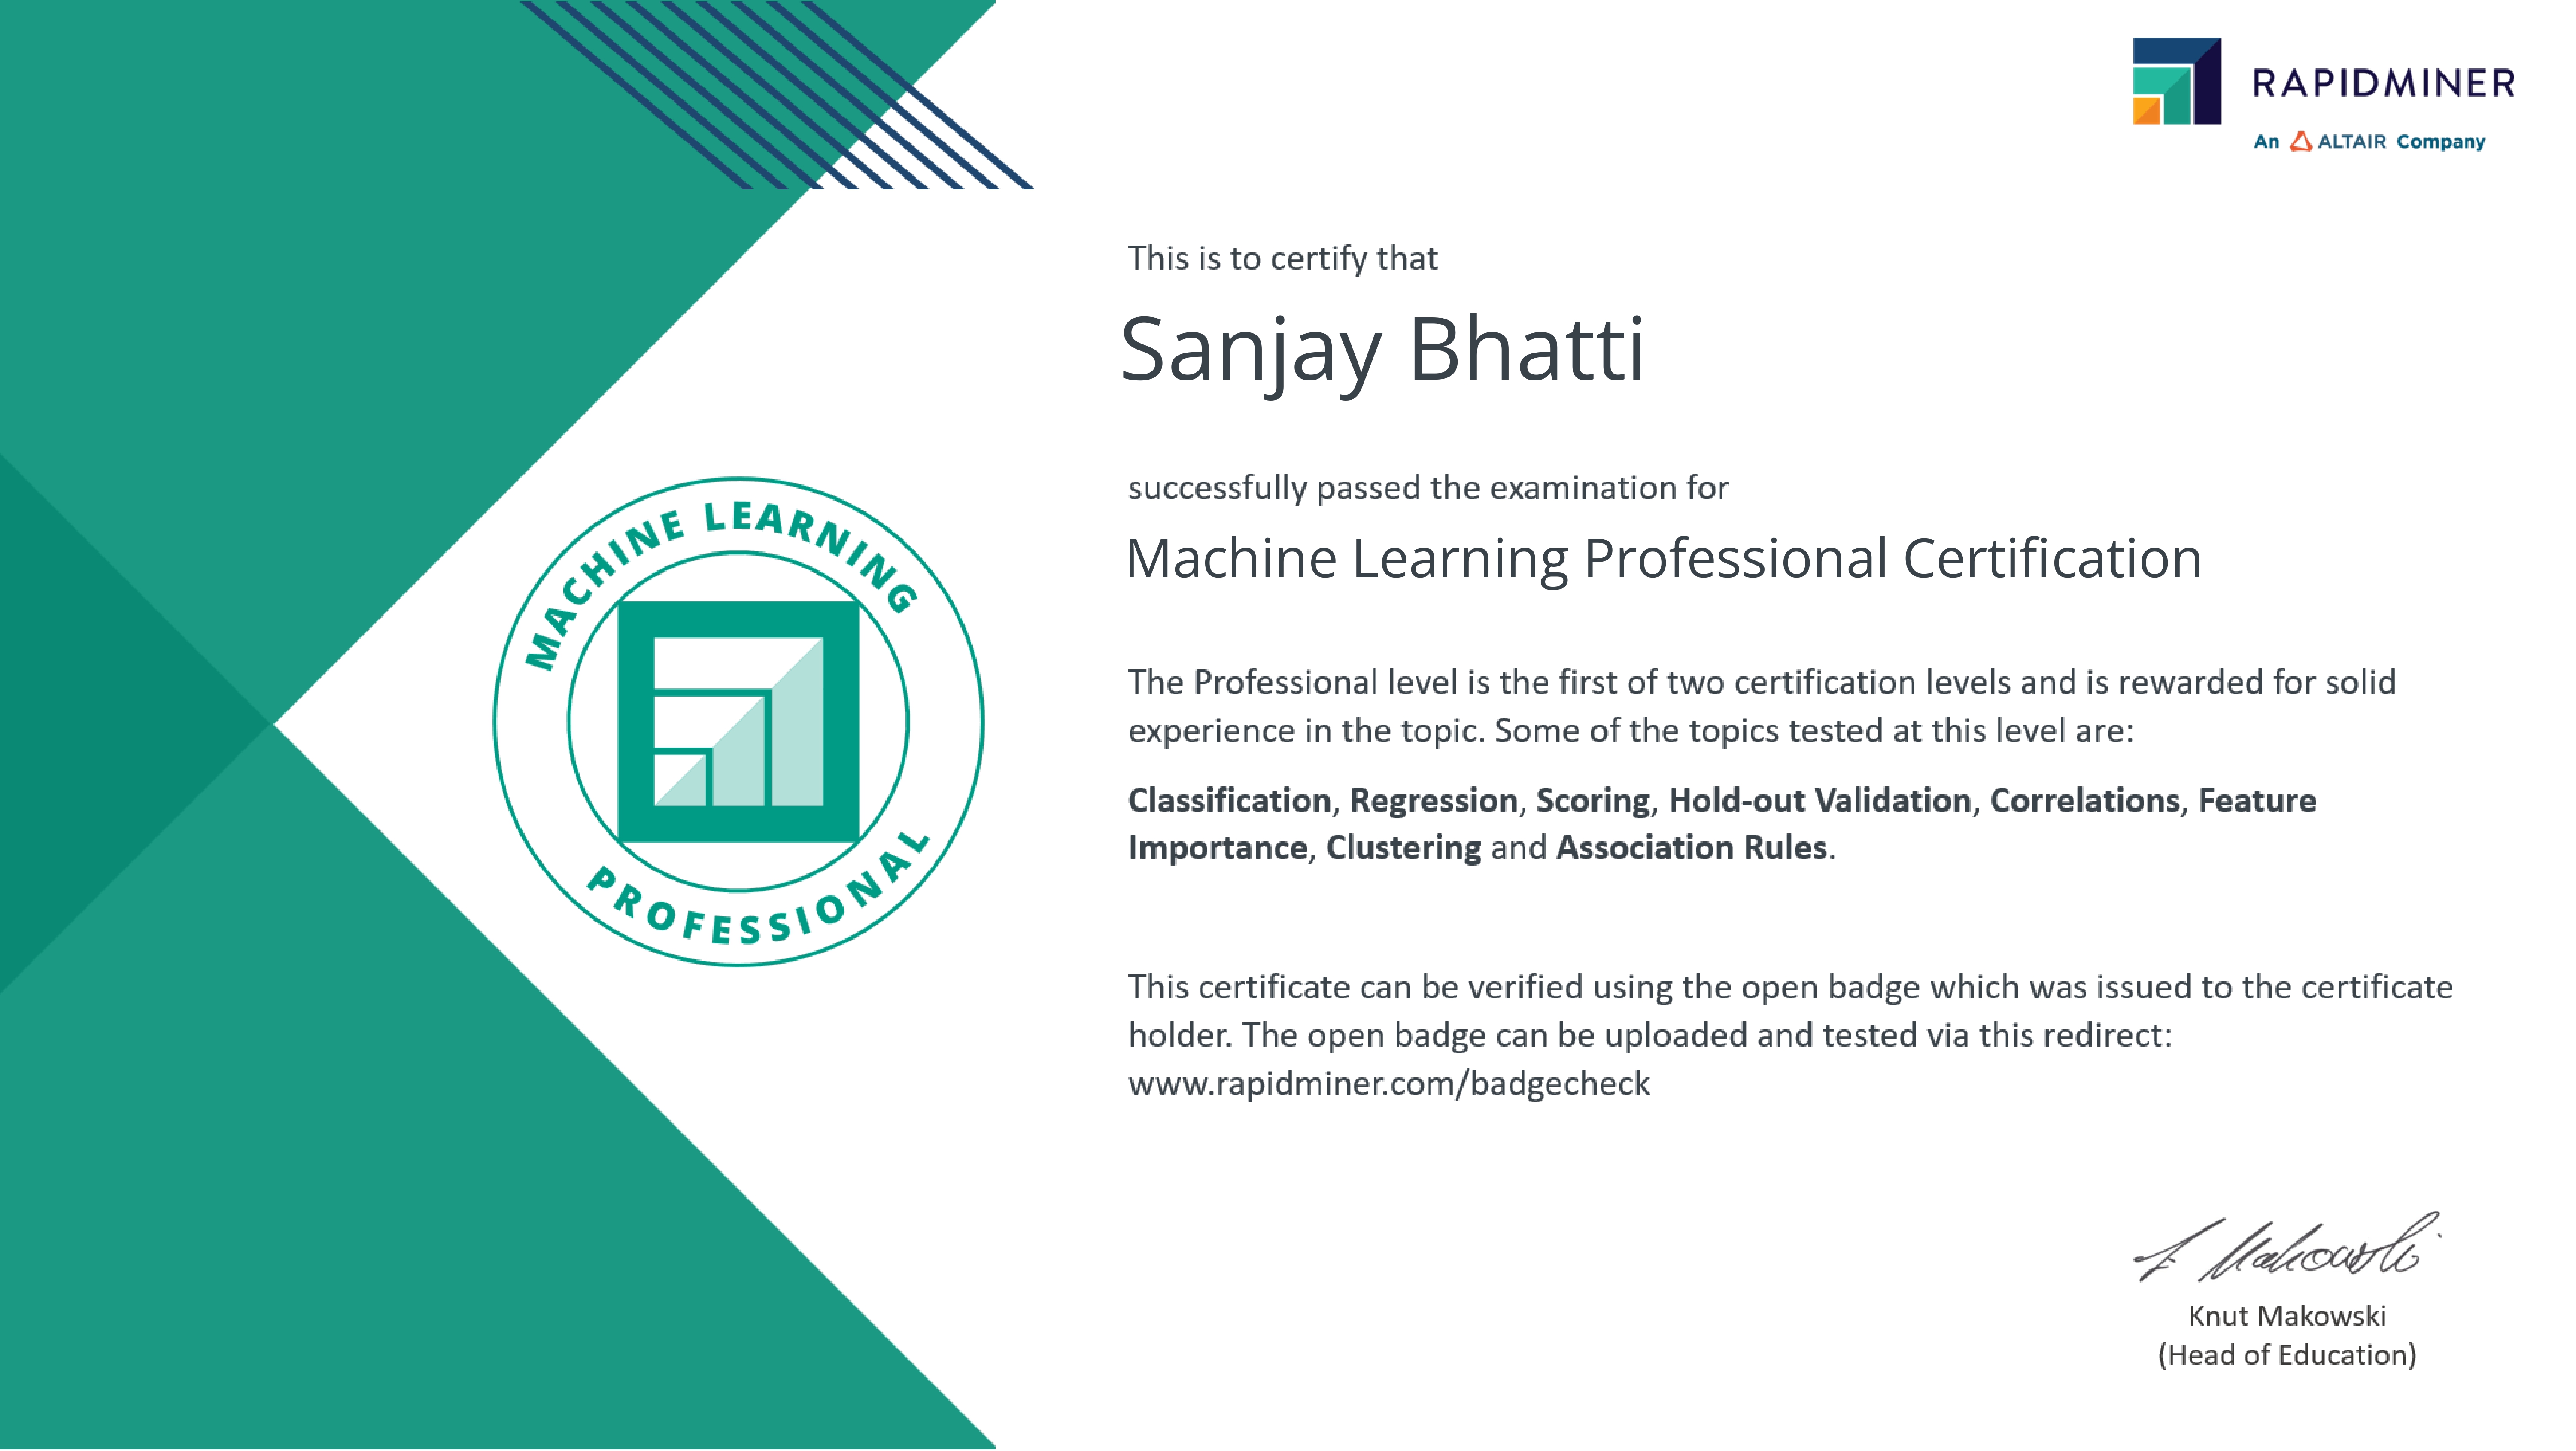 RAPIDMINER
An ALTAIR Company
This is to certify that
Sanjay Bhatti
successfully passed the examination for
Machine Learning Professional Certification
MACHINE LEARNING
PROFESSIONAL
The Professional level is the first of two certification levels and is rewarded for solid
experience in the topic. Some of the topics tested at this level are:
Classification, Regression, Scoring, Hold-out Validation, Correlations, Feature
Importance, Clustering and Association Rules.
This certificate can be verified using the open badge which was issued to the certificate
holder. The open badge can be uploaded and tested via this redirect:
www.rapidminer.com/badgecheck
Knut Makowski
(Head of Education)